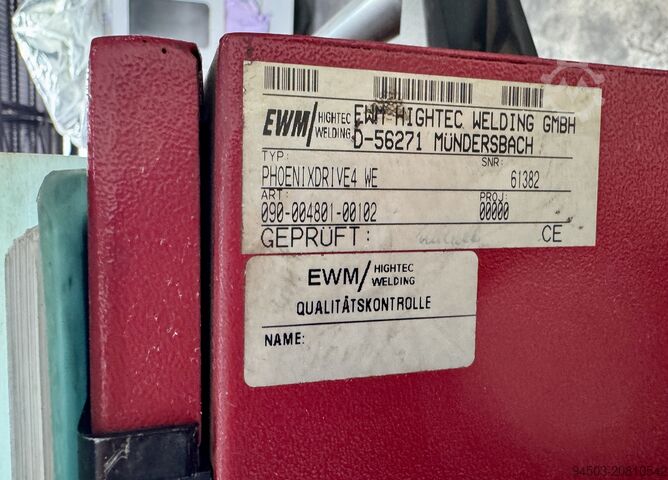 EWM/ HIGHTEC WELDING EWM HIGHTEC WELDING GMBH
D-56271 MÜNDERSBACH
TYP: SNR:
PHOENIXDRIVE4 WE 61382
ART: PROJ:
090-004801-00102 00000
GEPRÜFT: CE
EWM/ HIGHTEC WELDING
QUALITÄTSKONTROLLE
NAME:
94503-20810542